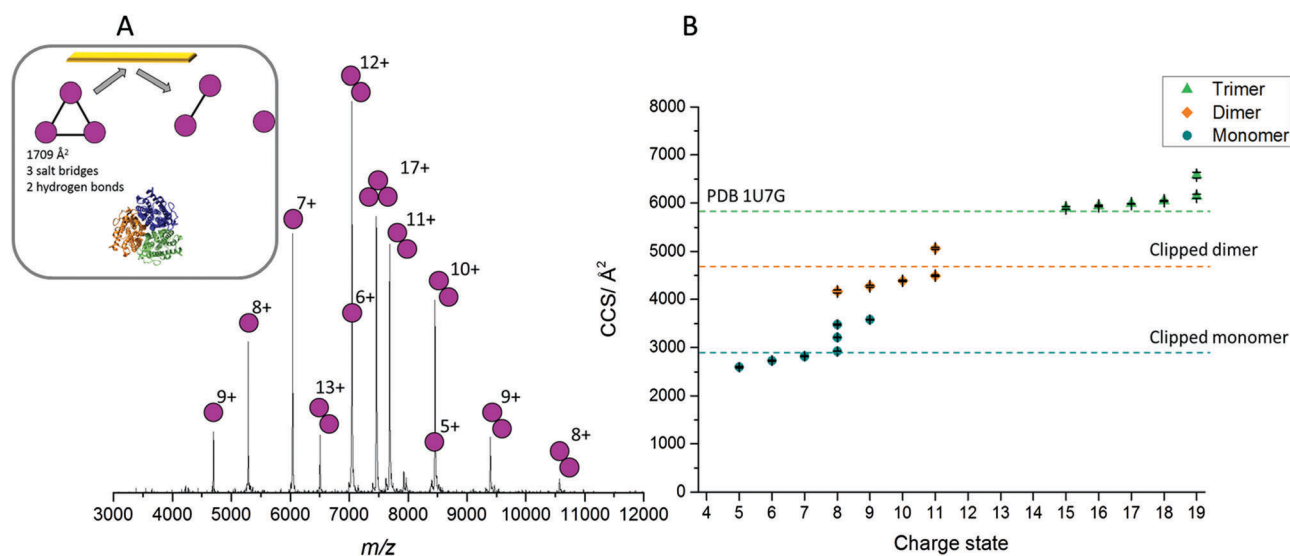 A
1709 Å²
3 salt bridges
2 hydrogen bonds
12+
17+
7+
11+
10+
6+
8+
13+
9+
5+
9+
8+
3000 4000 5000 6000 7000 8000 9000 10000 11000 12000
m/z
B
Trimer
Dimer
Monomer
8000
7000
6000
5000
4000
3000
2000
1000
0
CCS/ Å²
PDB 1U7G
Clipped dimer
Clipped monomer
4 5 6 7 8 9 10 11 12 13 14 15 16 17 18 19
Charge state